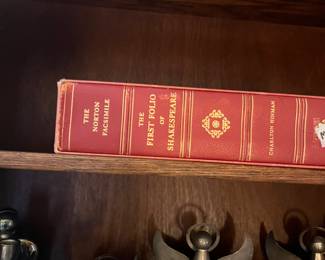 THE
NORTON
FACSIMILE
THE
FIRST FOLIO
OF
SHAKESPEARE
CHARLTON HINMAN